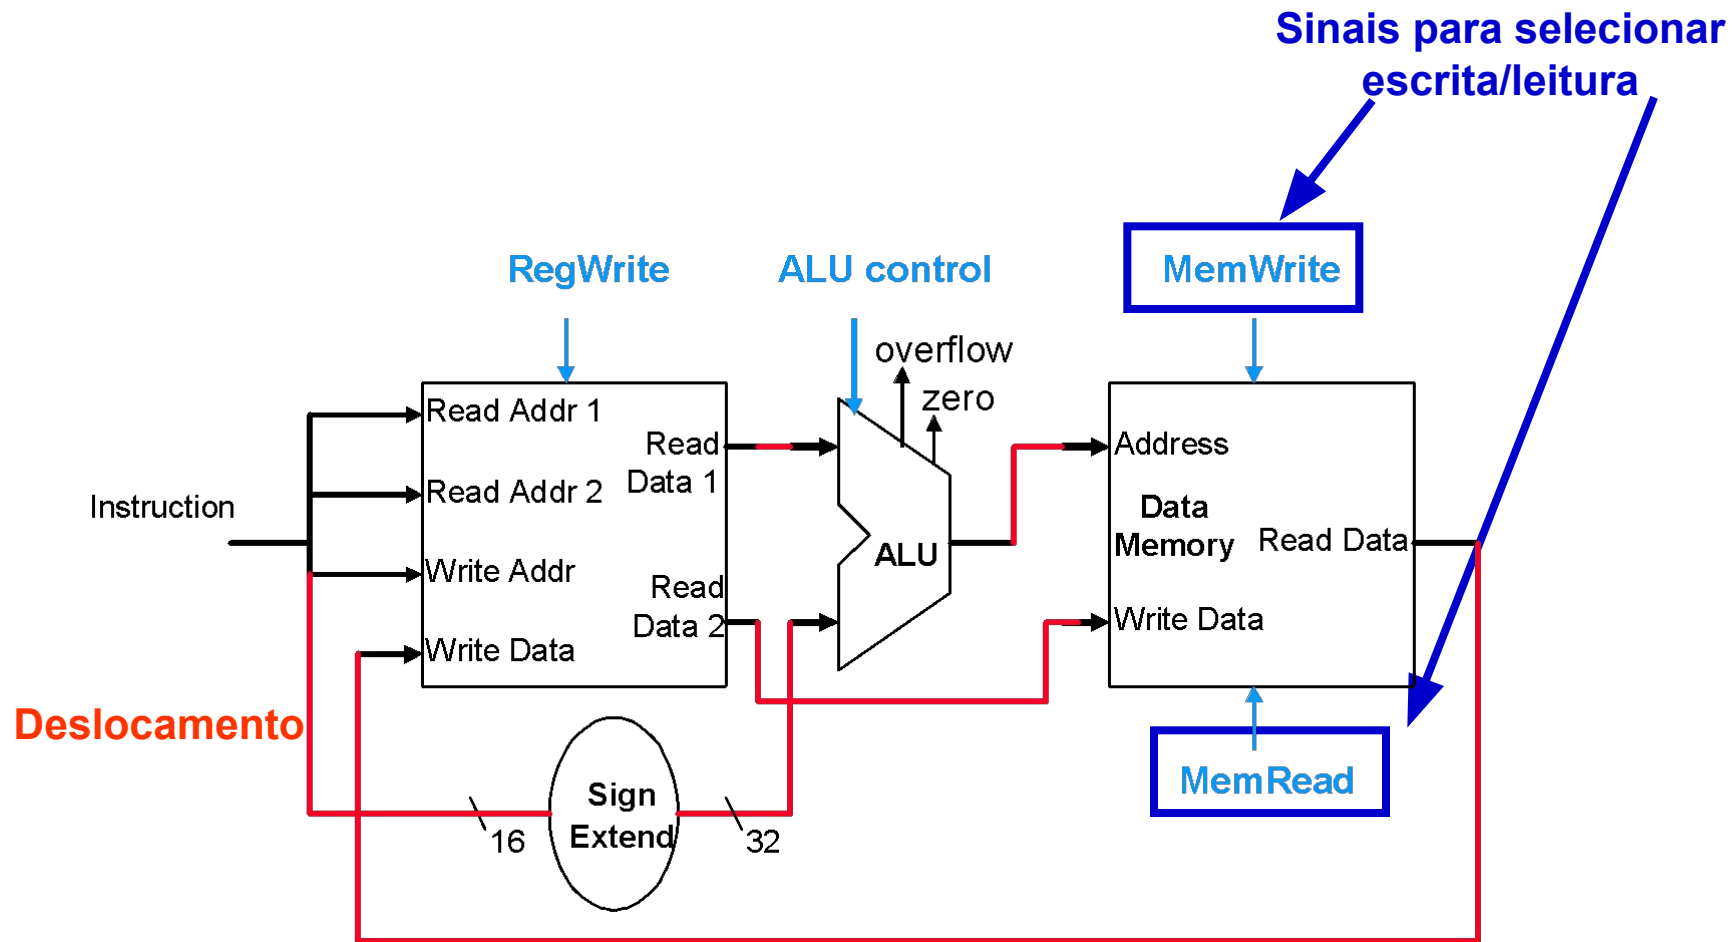 Sinais para selecionar
escrita/leitura
RegWrite
ALU control
MemWrite
overflow
zero
Read Addr 1
Read
Data 1
Read Addr 2
Instruction
Write Addr
Read
Data 2
Write Data
ALU
Address
Data
Memory
Read Data
Write Data
Deslocamento
Sign
Extend
16
32
MemRead